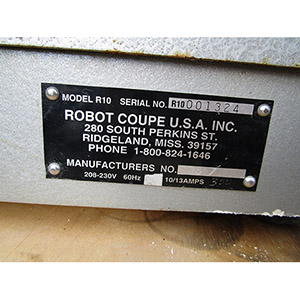 MODEL R10 SERIAL NO. R10001324
ROBOT COUPE U.S.A. INC.
280 SOUTH PERKINS ST.
RIDGELAND, MISS. 39157
PHONE 1-800-824-1646
MANUFACTURERS NO.
208-230V 60Hz 10/13AMPS